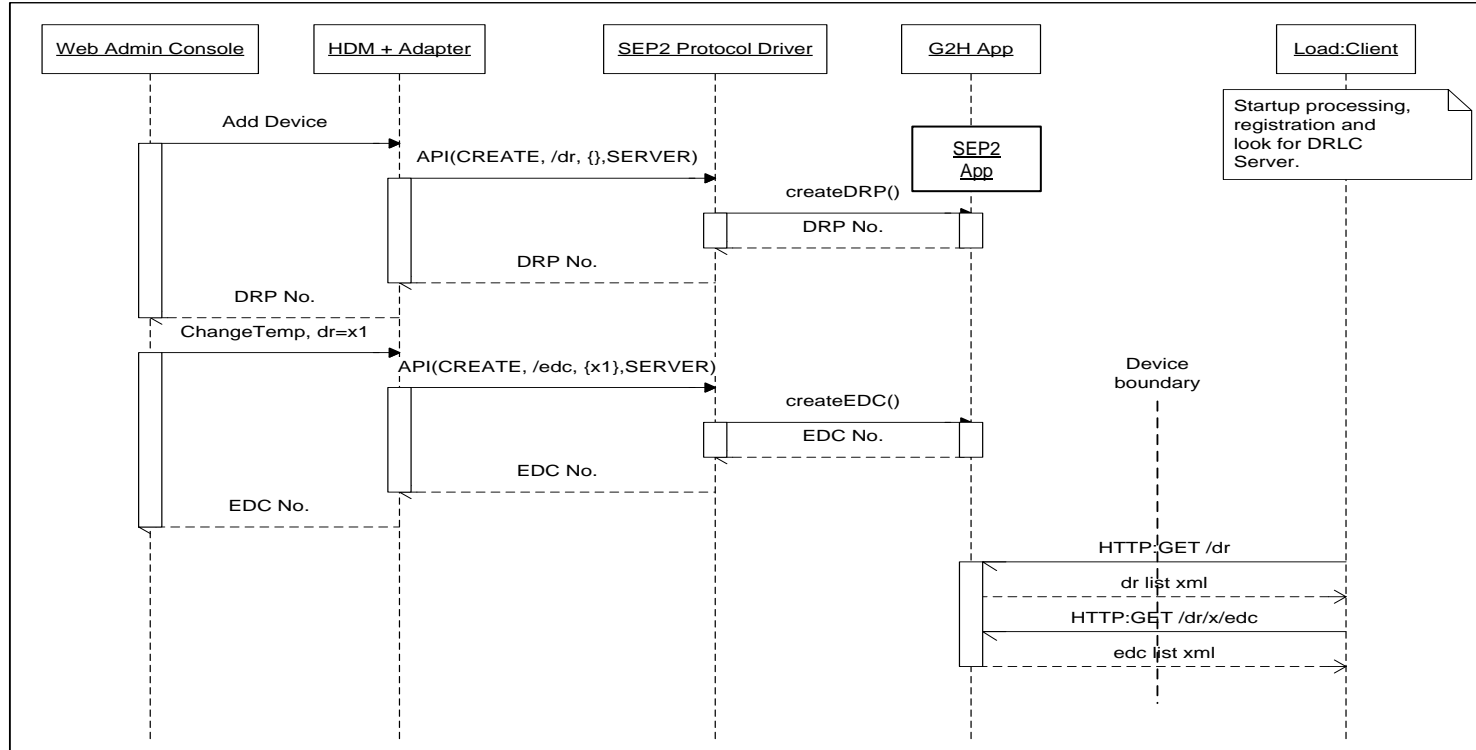 Web Admin Console
HDM + Adapter
SEP2 Protocol Driver
G2H App
Load:Client
Startup processing,
registration and
look for DRLC
Server.
Add Device
API(CREATE, /dr, {},SERVER)
SEP2
App
createDRP()
DRP No.
DRP No.
DRP No.
ChangeTemp, dr=x1
API(CREATE, /edc, {x1},SERVER)
Device
boundary
createEDC()
EDC No.
EDC No.
EDC No.
HTTP:GET /dr
dr list xml
HTTP:GET /dr/x/edc
edc list xml